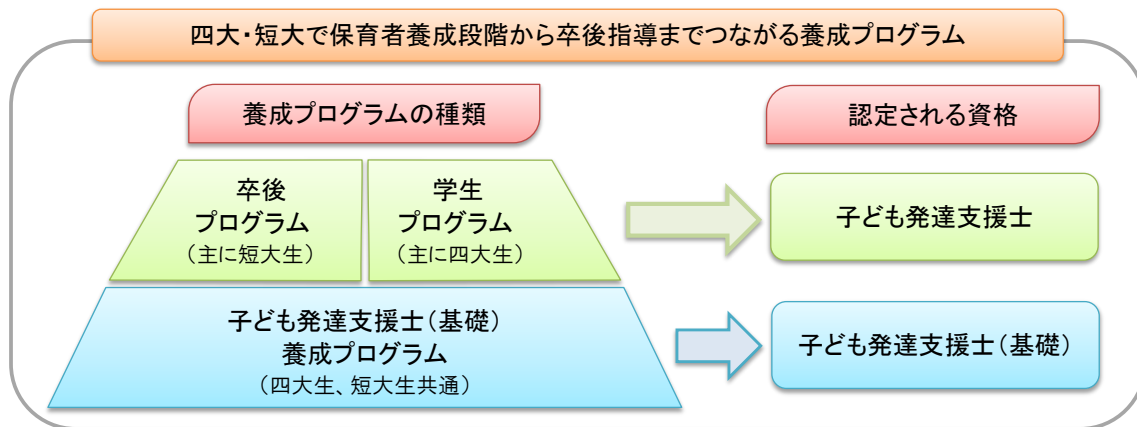 四大・短大で保育者養成段階から卒後指導までつながる養成プログラム
養成プログラムの種類
認定される資格
卒後
プログラム
（主に短大生）
学生
プログラム
（主に四大生）
子ども発達支援士
子ども発達支援士（基礎）
養成プログラム
（四大生、短大生共通）
子ども発達支援士（基礎）